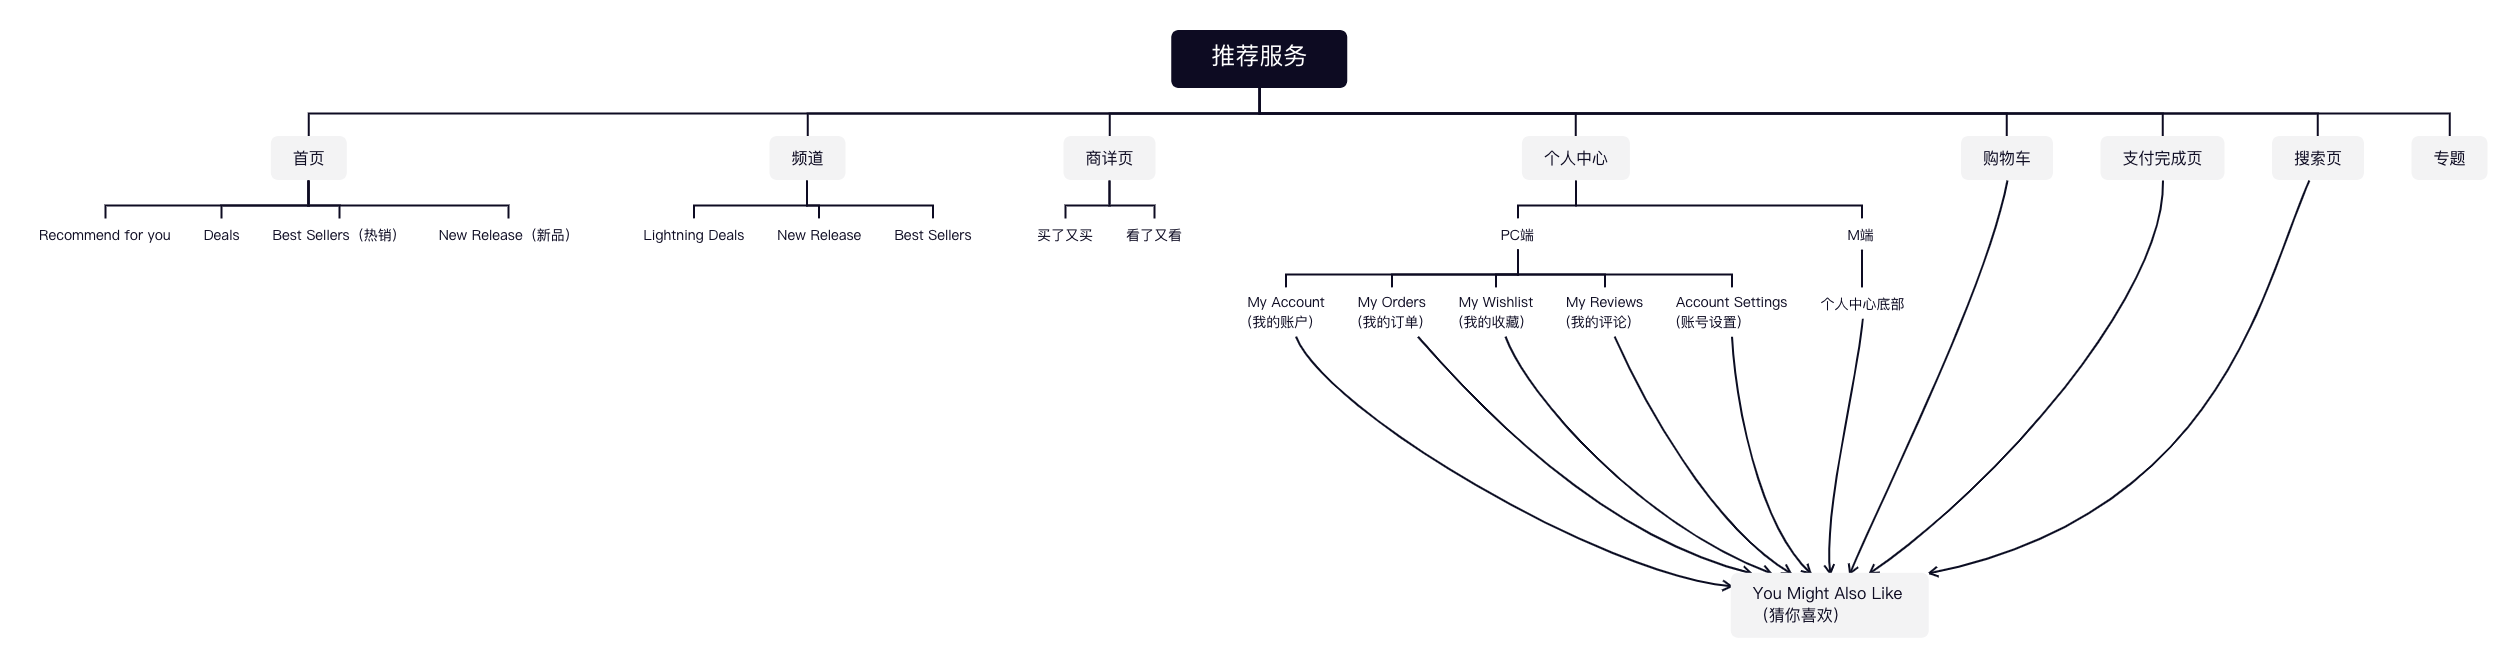 推荐服务
首页
频道
商详页
个人中心
购物车
支付完成页
搜索页
专题
Recommend for you
Deals
Best Sellers（热销）
New Release（新品）
Lightning Deals
New Release
Best Sellers
买了又买
看了又看
PC端
M端
My Account
（我的账户）
My Orders
（我的订单）
My Wishlist
（我的收藏）
My Reviews
（我的评论）
Account Settings
（账号设置）
个人中心底部
You Might Also Like
（猜你喜欢）